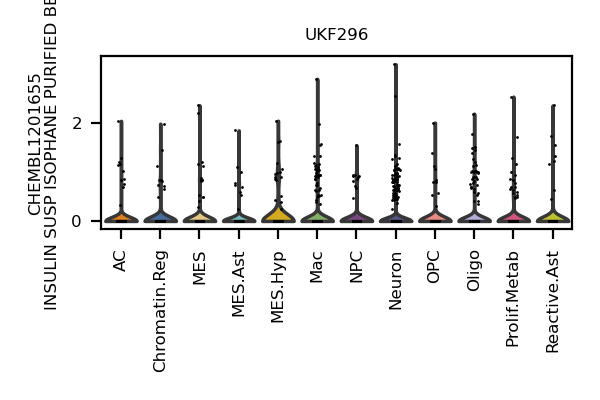 UKF296
CHEMBL1201655
INSULIN SUSP ISOPHANE PURIFIED
2
0
AC
Chromatin.Reg
MES
MES.Ast
MES.Hyp
Mac
NPC
Neuron
OPC
Oligo
Prolif.Metab
Reactive.Ast